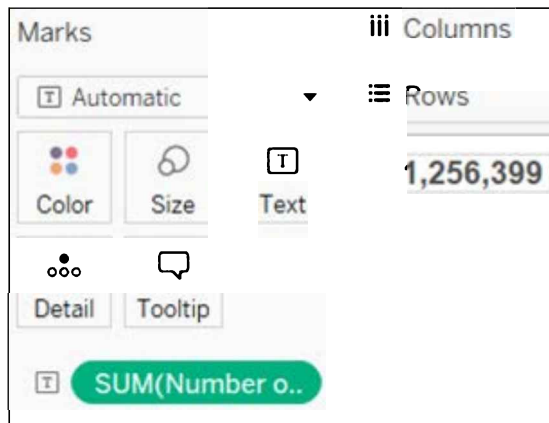 Marks
Columns
Automatic
Rows
Color Size Text
1,256,399
Detail Tooltip
SUM(Number o..